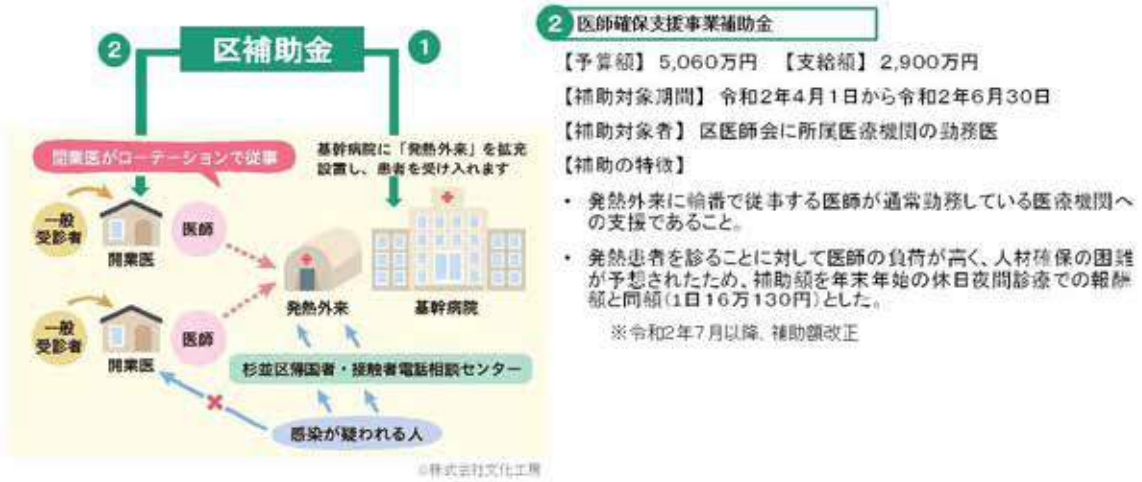 2
区補助金
1
開業医がローテーションで従事
基幹病院に「発熱外来」を拡充
設置し、患者を受け入れます
一般
受診者
開業医
医師
発熱外来
基幹病院
一般
受診者
開業医
医師
杉並区帰国者・接触者電話相談センター
感染が疑われる人
©株式会社文化工房
2 医師確保支援事業補助金
【予算額】 5,060万円 【支給額】 2,900万円
【補助対象期間】 令和2年4月1日から令和2年6月30日
【補助対象者】 区医師会に所属医療機関の勤務医
【補助の特徴】
• 発熱外来に輪番で従事する医師が通常勤務している医療機関へ
の支援であること。
• 発熱患者を診ることに対して医師の負荷が高く、人材確保の困難
が予想されたため、補助額を年末年始の休日夜間診療での報酬
額と同額(1日16万130円)とした。
※令和2年7月以降、補助額改正